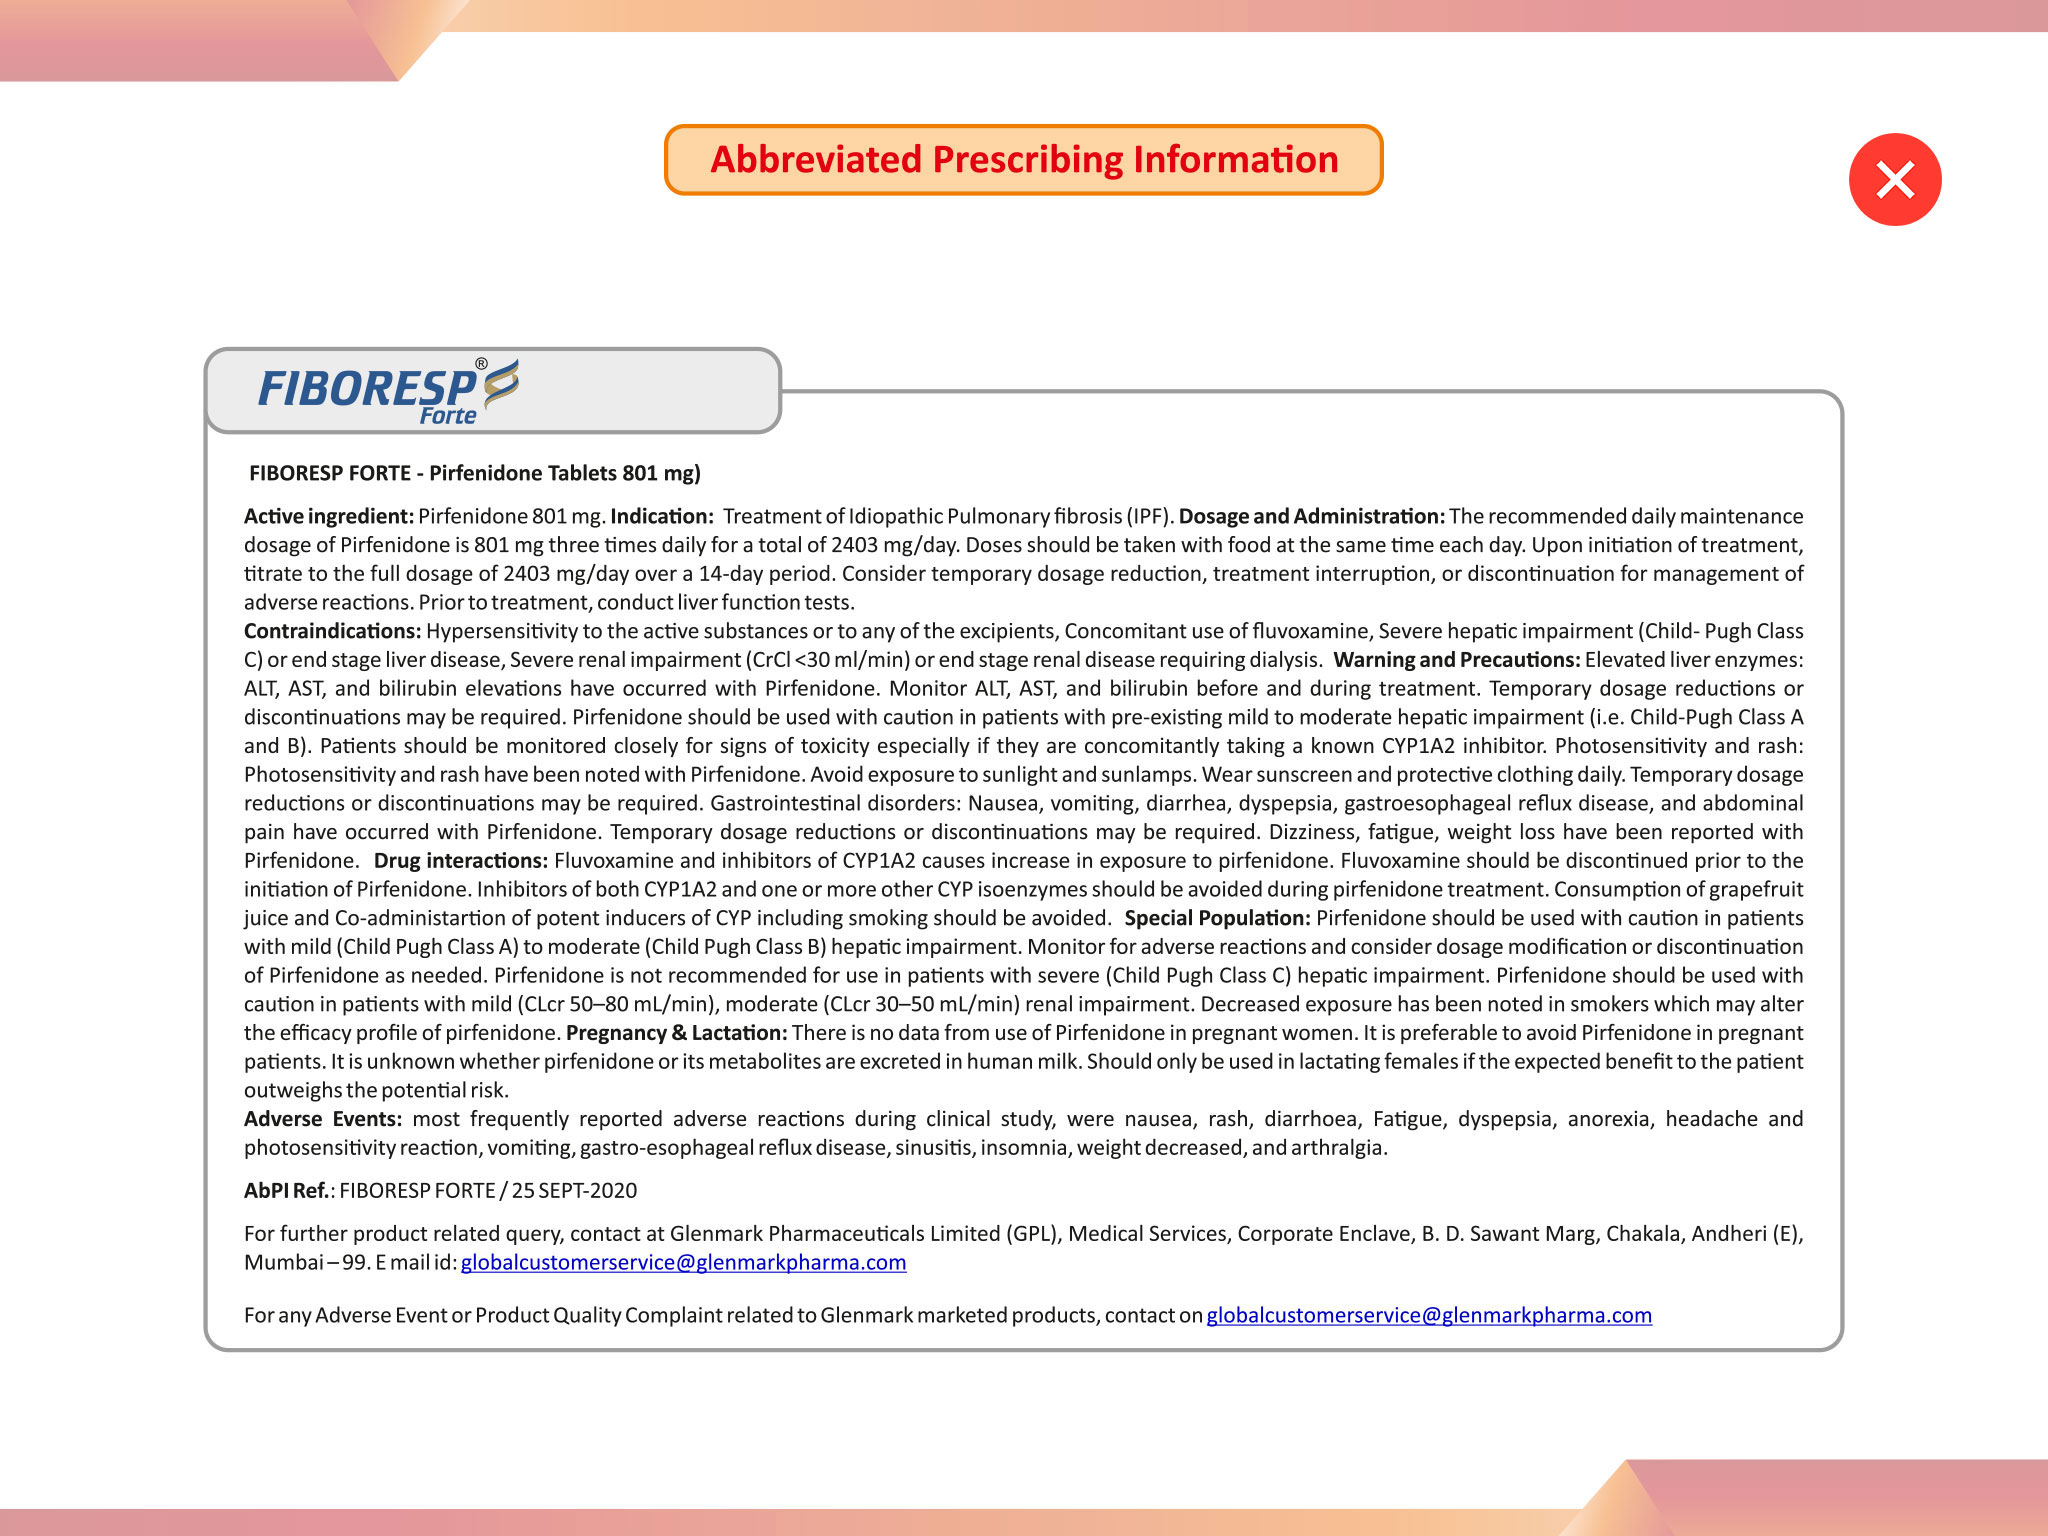 Abbreviated Prescribing Information
FIBORESP®
Forte
FIBORESP FORTE - Pirfenidone Tablets 801 mg)
Active ingredient: Pirfenidone 801 mg. Indication: Treatment of Idiopathic Pulmonary fibrosis (IPF). Dosage and Administration: The recommended daily maintenance
dosage of Pirfenidone is 801 mg three times daily for a total of 2403 mg/day. Doses should be taken with food at the same time each day. Upon initiation of treatment,
titrate to the full dosage of 2403 mg/day over a 14-day period. Consider temporary dosage reduction, treatment interruption, or discontinuation for management of
adverse reactions. Prior to treatment, conduct liver function tests.
Contraindications: Hypersensitivity to the active substances or to any of the excipients, Concomitant use of fluvoxamine, Severe hepatic impairment (Child- Pugh Class
C) or end stage liver disease, Severe renal impairment (CrCl <30 ml/min) or end stage renal disease requiring dialysis. Warning and Precautions: Elevated liver enzymes:
ALT, AST, and bilirubin elevations have occurred with Pirfenidone. Monitor ALT, AST, and bilirubin before and during treatment. Temporary dosage reductions or
discontinuations may be required. Pirfenidone should be used with caution in patients with pre-existing mild to moderate hepatic impairment (i.e. Child-Pugh Class A
and B). Patients should be monitored closely for signs of toxicity especially if they are concomitantly taking a known CYP1A2 inhibitor. Photosensitivity and rash:
Photosensitivity and rash have been noted with Pirfenidone. Avoid exposure to sunlight and sunlamps. Wear sunscreen and protective clothing daily. Temporary dosage
reductions or discontinuations may be required. Gastrointestinal disorders: Nausea, vomiting, diarrhea, dyspepsia, gastroesophageal reflux disease, and abdominal
pain have occurred with Pirfenidone. Temporary dosage reductions or discontinuations may be required. Dizziness, fatigue, weight loss have been reported with
Pirfenidone. Drug interactions: Fluvoxamine and inhibitors of CYP1A2 causes increase in exposure to pirfenidone. Fluvoxamine should be discontinued prior to the
initiation of Pirfenidone. Inhibitors of both CYP1A2 and one or more other CYP isoenzymes should be avoided during pirfenidone treatment. Consumption of grapefruit
juice and Co-administartion of potent inducers of CYP including smoking should be avoided. Special Population: Pirfenidone should be used with caution in patients
with mild (Child Pugh Class A) to moderate (Child Pugh Class B) hepatic impairment. Monitor for adverse reactions and consider dosage modification or discontinuation
of Pirfenidone as needed. Pirfenidone is not recommended for use in patients with severe (Child Pugh Class C) hepatic impairment. Pirfenidone should be used with
caution in patients with mild (CLcr 50–80 mL/min), moderate (CLcr 30–50 mL/min) renal impairment. Decreased exposure has been noted in smokers which may alter
the efficacy profile of pirfenidone. Pregnancy & Lactation: There is no data from use of Pirfenidone in pregnant women. It is preferable to avoid Pirfenidone in pregnant
patients. It is unknown whether pirfenidone or its metabolites are excreted in human milk. Should only be used in lactating females if the expected benefit to the patient
outweighs the potential risk.
Adverse Events: most frequently reported adverse reactions during clinical study, were nausea, rash, diarrhoea, Fatigue, dyspepsia, anorexia, headache and
photosensitivity reaction, vomiting, gastro-esophageal reflux disease, sinusitis, insomnia, weight decreased, and arthralgia.
AbPI Ref.: FIBORESP FORTE / 25 SEPT-2020
For further product related query, contact at Glenmark Pharmaceuticals Limited (GPL), Medical Services, Corporate Enclave, B. D. Sawant Marg, Chakala, Andheri (E),
Mumbai – 99. E mail id: globalcustomerservice@glenmarkpharma.com
For any Adverse Event or Product Quality Complaint related to Glenmark marketed products, contact on globalcustomerservice@glenmarkpharma.com